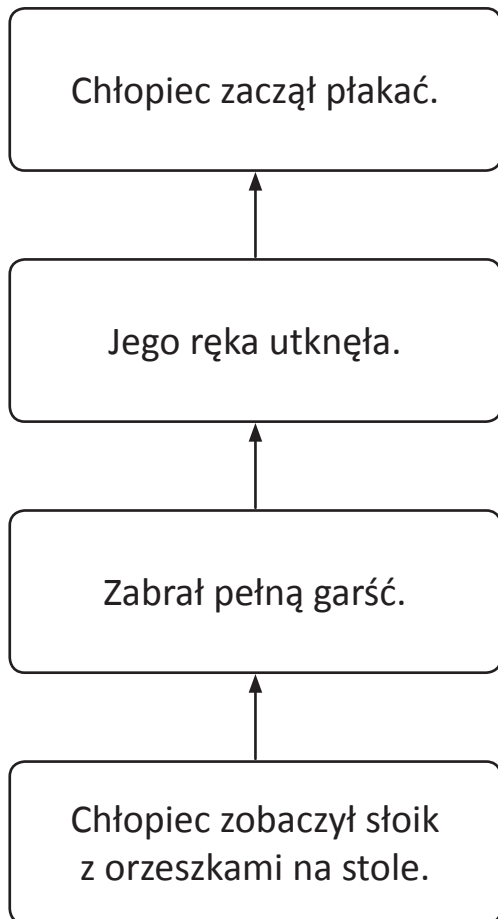 Chłopiec zaczął płakać.
Jego ręka utknęła.
Zabrał pełną garść.
Chłopiec zobaczył słoik
z orzeszkami na stole.